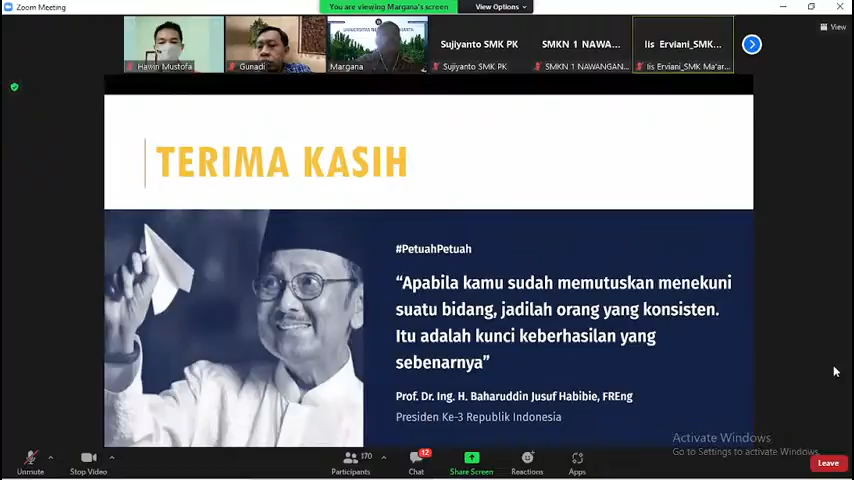 Zoom Meeting
You are viewing Margana's screen
View Options
View
Hawin Mustofa
Gunadi
Margana
Sujiyanto SMK PK
Sujiyanto SMK PK
SMKN 1 NAWA...
SMKN 1 NAWANGAN...
Iis Erviani_SMK...
Iis Erviani_SMK Ma'ar...
TERIMA KASIH
#PetuahPetuah
“Apabila kamu sudah memutuskan menekuni
suatu bidang, jadilah orang yang konsisten.
Itu adalah kunci keberhasilan yang
sebenarnya”
Prof. Dr. Ing. H. Baharuddin Jusuf Habibie, FREng
Presiden Ke-3 Republik Indonesia
Activate Windows
Go to Settings to activate Windows.
Unmute
Stop Video
170
Participants
12
Chat
Share Screen
Reactions
Apps
Leave